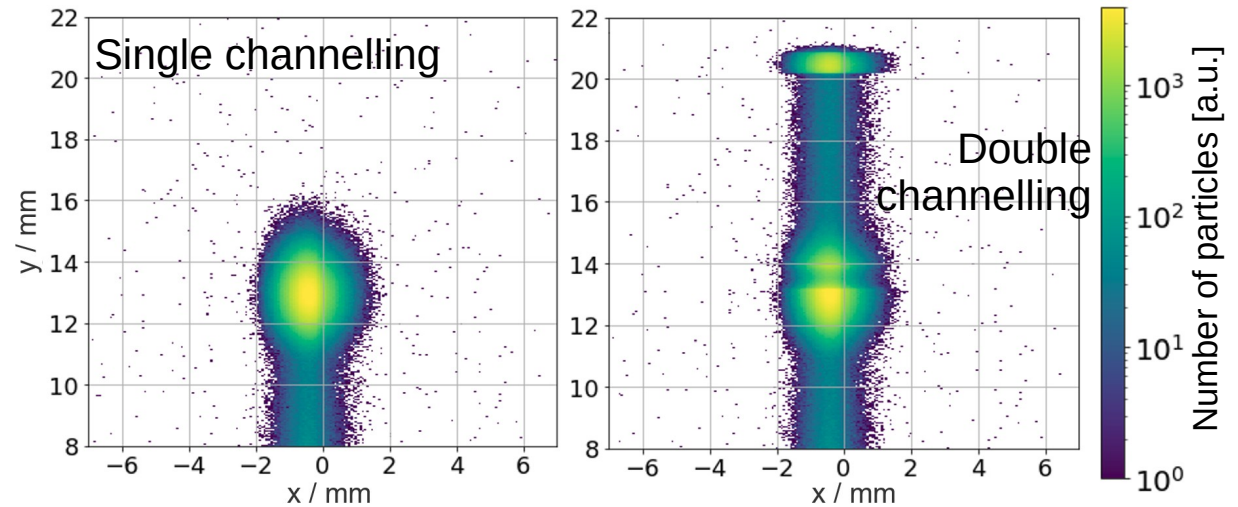 Single channelling
22
20
18
16
14
12
10
8
y / mm
−6 −4 −2 0 2 4 6
x / mm
Double
channelling
22
20
18
16
14
12
10
8
−6 −4 −2 0 2 4 6
x / mm
10³
10²
10¹
10⁰
Number of particles [a.u.]